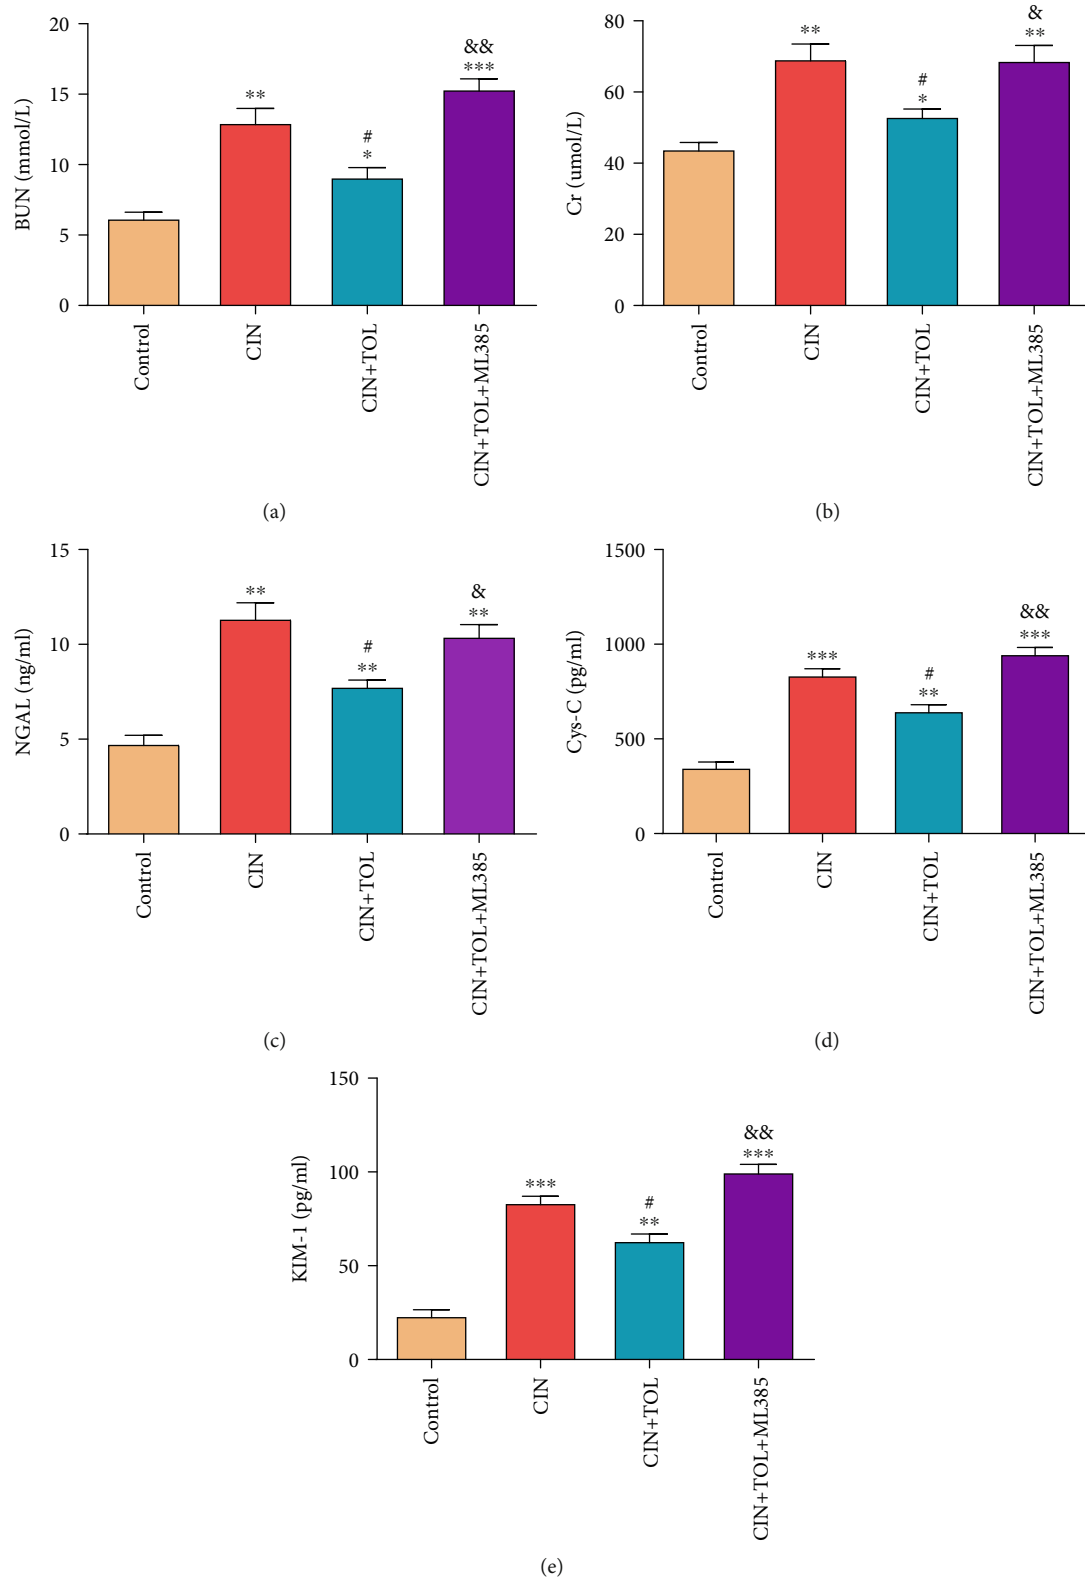 BUN (mmol/L)
20
15
10
5
0
**
#
*
&&
***
Control
CIN
CIN+TOL
CIN+TOL+ML385
(a)
Cr (umol/L)
80
60
40
20
0
**
#
*
&
**
Control
CIN
CIN+TOL
CIN+TOL+ML385
(b)
NGAL (ng/ml)
15
10
5
0
**
#
**
&
**
Control
CIN
CIN+TOL
CIN+TOL+ML385
(c)
Cys-C (pg/ml)
1500
1000
500
0
***
#
**
&&
***
Control
CIN
CIN+TOL
CIN+TOL+ML385
(d)
KIM-1 (pg/ml)
150
100
50
0
***
#
**
&&
***
Control
CIN
CIN+TOL
CIN+TOL+ML385
(e)